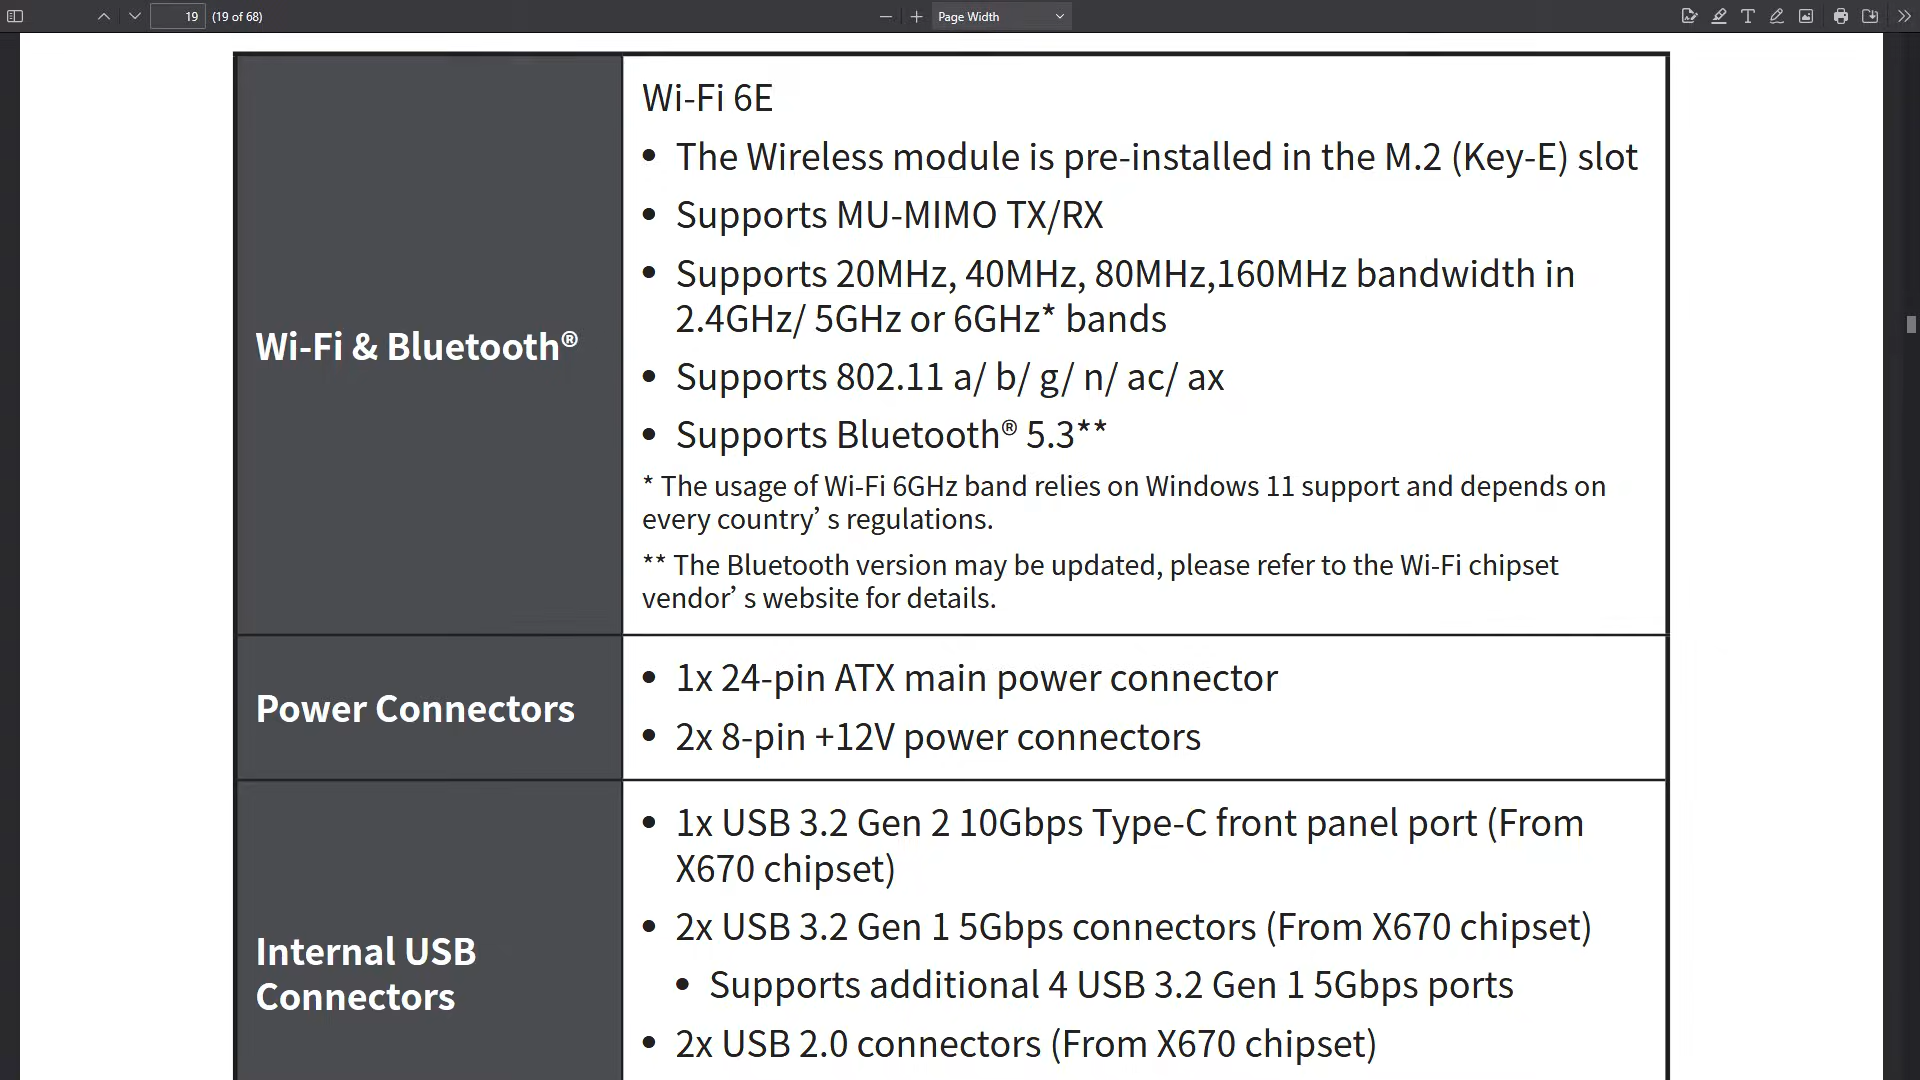 19 (19 of 68) Page Width
Wi-Fi 6E
• The Wireless module is pre-installed in the M.2 (Key-E) slot
• Supports MU-MIMO TX/RX
• Supports 20MHz, 40MHz, 80MHz,160MHz bandwidth in
2.4GHz/ 5GHz or 6GHz* bands
Wi-Fi & Bluetooth®
• Supports 802.11 a/ b/ g/ n/ ac/ ax
• Supports Bluetooth® 5.3**
* The usage of Wi-Fi 6GHz band relies on Windows 11 support and depends on
every country’ s regulations.
** The Bluetooth version may be updated, please refer to the Wi-Fi chipset
vendor’ s website for details.
Power Connectors
• 1x 24-pin ATX main power connector
• 2x 8-pin +12V power connectors
Internal USB
Connectors
• 1x USB 3.2 Gen 2 10Gbps Type-C front panel port (From
X670 chipset)
• 2x USB 3.2 Gen 1 5Gbps connectors (From X670 chipset)
• Supports additional 4 USB 3.2 Gen 1 5Gbps ports
• 2x USB 2.0 connectors (From X670 chipset)